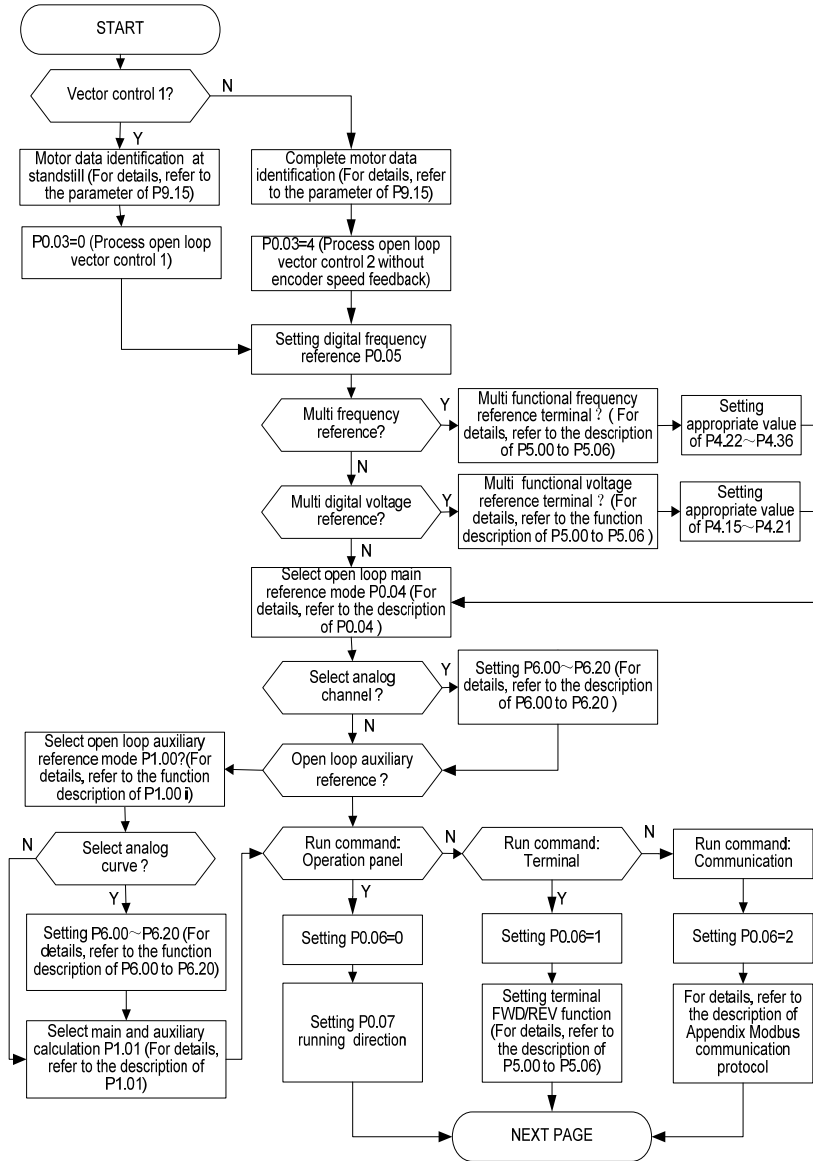 START
Vector control 1?
N
Y
Motor data identification at
standstill (For details, refer to
the parameter of P9.15)
Complete motor data
identification (For details, refer
to the parameter of P9.15)
P0.03=0 (Process open loop
vector control 1)
P0.03=4 (Process open loop
vector control 2 without
encoder speed feedback)
Setting digital frequency
reference P0.05
Multi frequency
reference?
Y
Multi functional frequency
reference terminal？ ( For
details, refer to the description
of P5.00 to P5.06)
Setting
appropriate value
of P4.22～P4.36
N
Multi digital voltage
reference?
Y
Multi functional voltage
reference terminal？ (For
details, refer to the function
description of P5.00 to P5.06 )
Setting
appropriate value
of P4.15～P4.21
N
Select open loop main
reference mode P0.04 (For
details, refer to the description
of P0.04 )
Select analog
channel？
Y
Setting P6.00～P6.20 (For
details, refer to the description
of P6.00 to P6.20 )
N
Select open loop auxiliary
reference mode P1.00?(For
details, refer to the function
description of P1.00 i)
Open loop auxiliary
reference？
N
Select analog
curve？
Y
Setting P6.00～P6.20 (For
details, refer to the function
description of P6.00 to P6.20)
Select main and auxiliary
calculation P1.01 (For details,
refer to the description of
P1.01)
Run command:
Operation panel
N
Run command:
Terminal
N
Run command:
Communication
Y
Y
Setting P0.06=0
Setting P0.06=1
Setting P0.06=2
Setting P0.07
running direction
Setting terminal
FWD/REV function
(For details, refer to
the description of
P5.00 to P5.06)
For details, refer to
the description of
Appendix Modbus
communication
protocol
NEXT PAGE